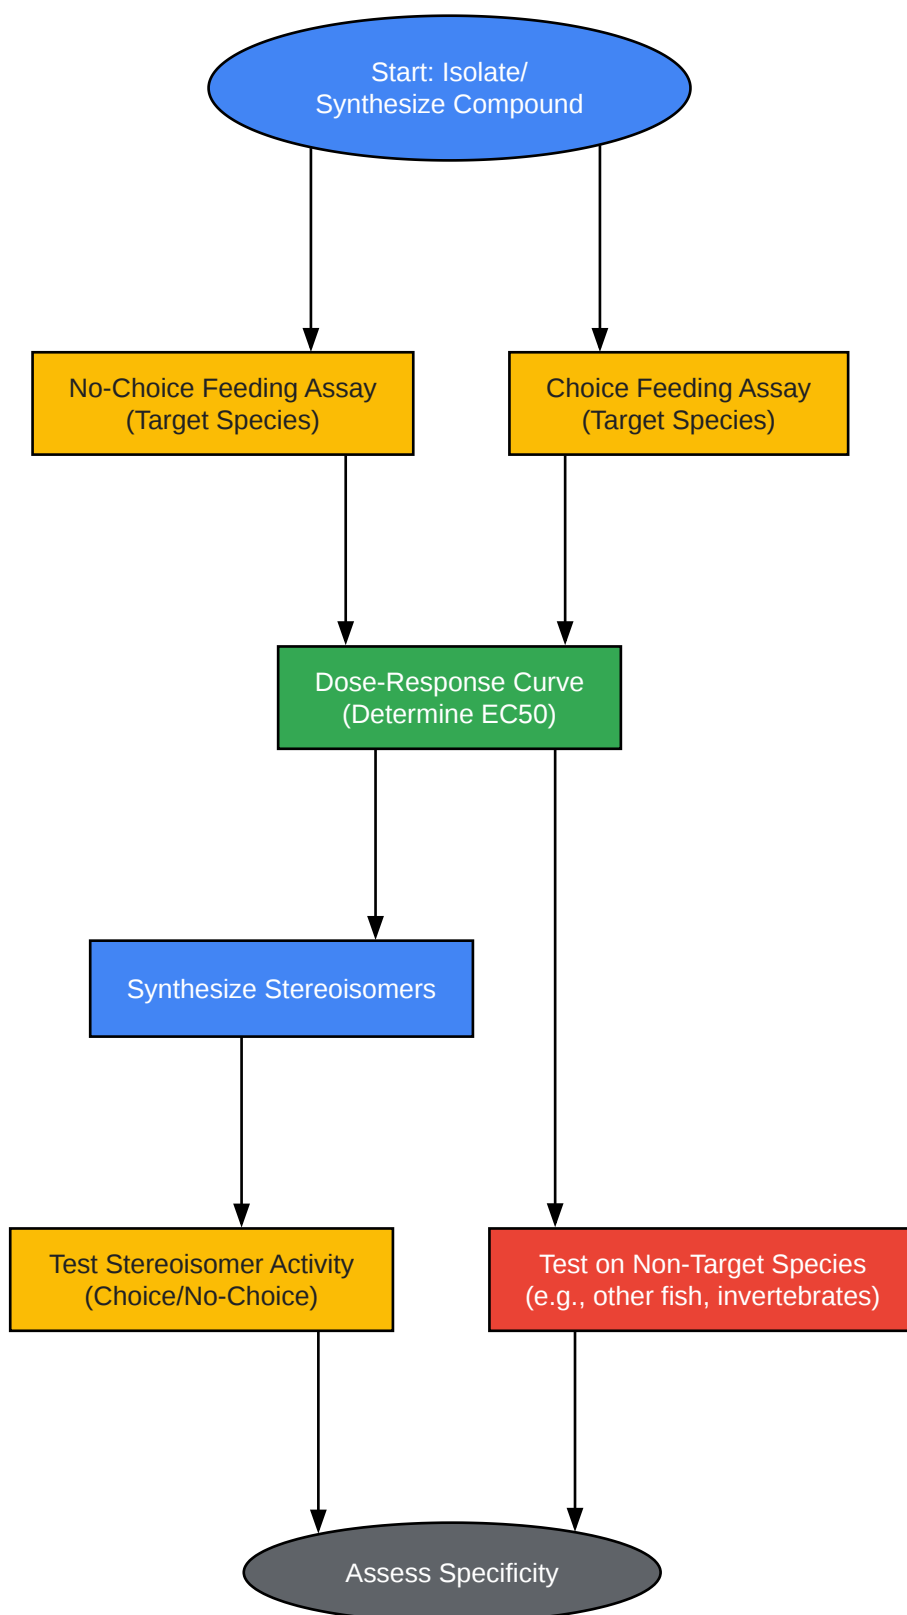 Start: Isolate/
Synthesize Compound
No-Choice Feeding Assay
(Target Species)
Choice Feeding Assay
(Target Species)
Dose-Response Curve
(Determine EC50)
Synthesize Stereoisomers
Test Stereoisomer Activity
(Choice/No-Choice)
Test on Non-Target Species
(e.g., other fish, invertebrates)
Assess Specificity